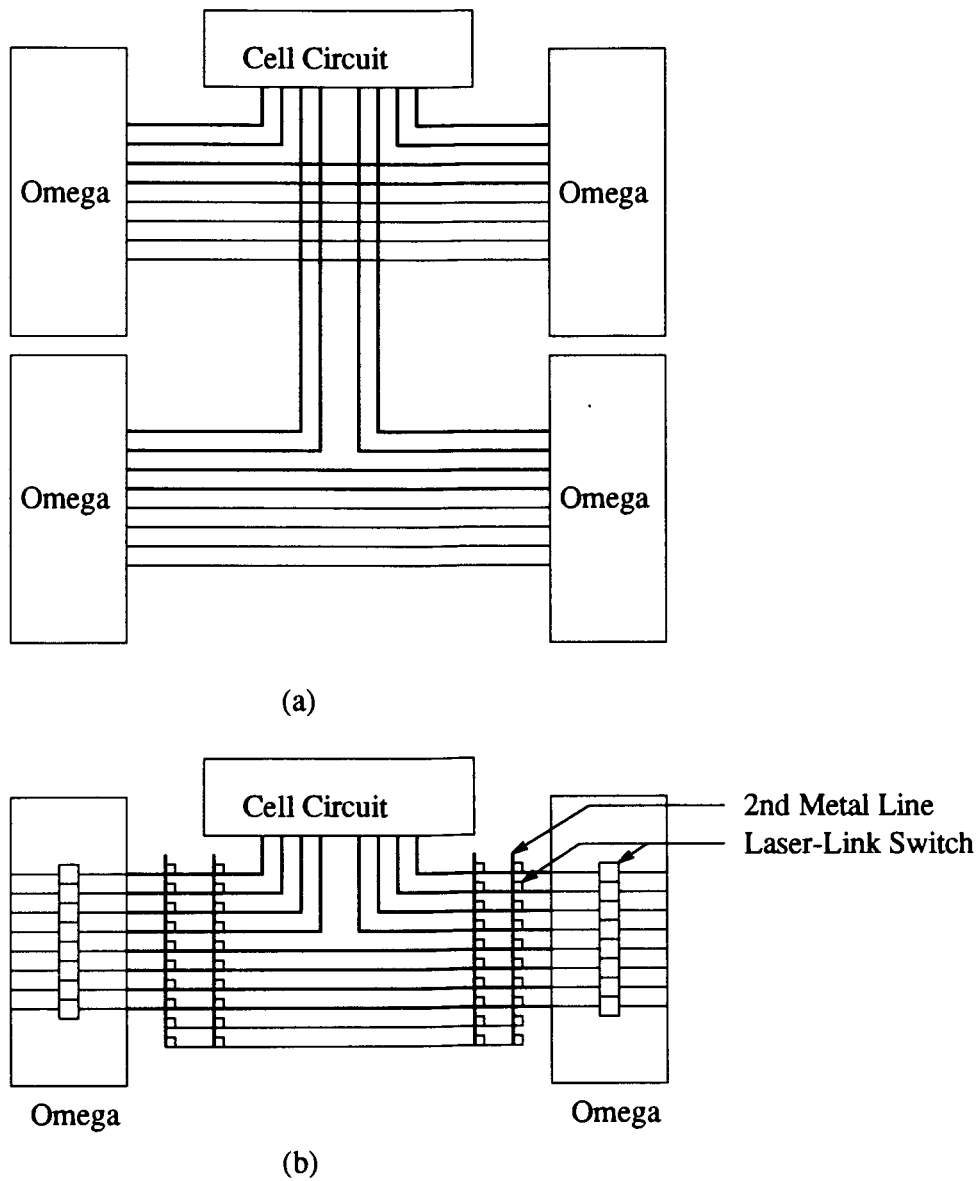 Cell Circuit
Omega
Omega
Omega
Omega
(a)
Cell Circuit
2nd Metal Line
Laser-Link Switch
Omega
Omega
(b)